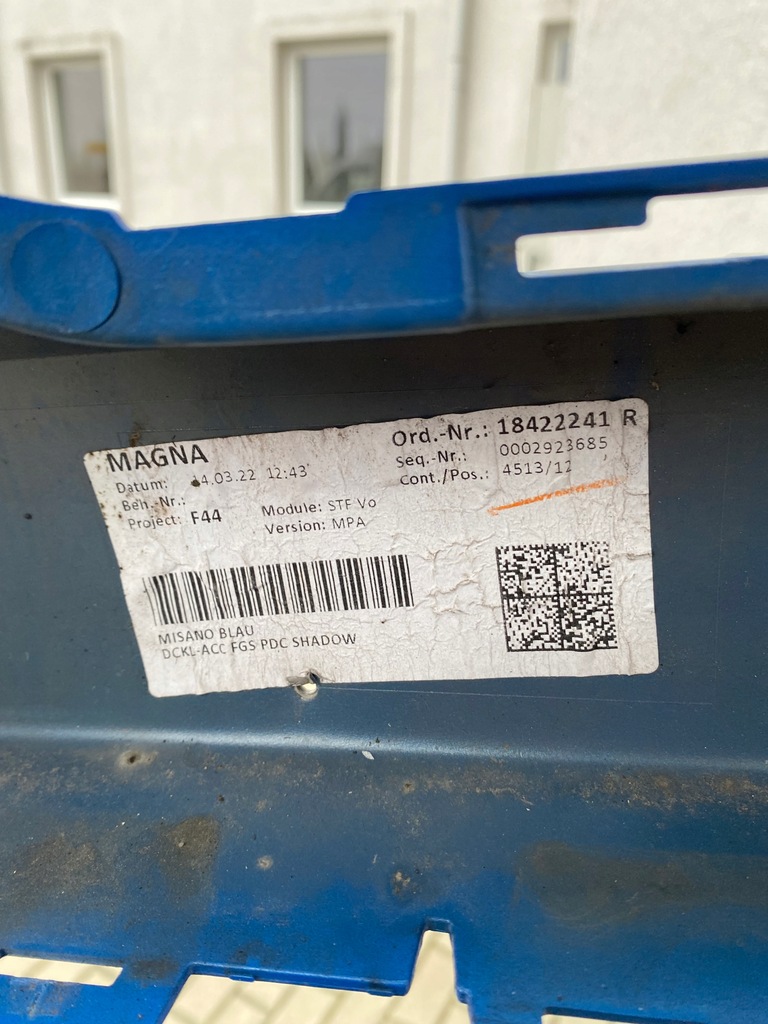 MAGNA
Datum: 4.03.22 12:43
Beh.-Nr.:
Project: F44
Module: STF Vo
Version: MPA
Ord.-Nr.: 18422241 R
Seq.-Nr.: 0002923685
Cont./Pos.: 4513/12
MISANO BLAU
DCKL-ACC FGS PDC SHADOW